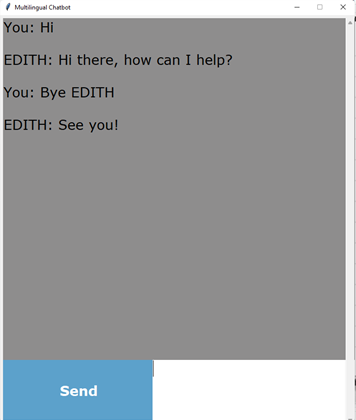 Multilingual Chatbot
You: Hi
EDITH: Hi there, how can I help?
You: Bye EDITH
EDITH: See you!
Send